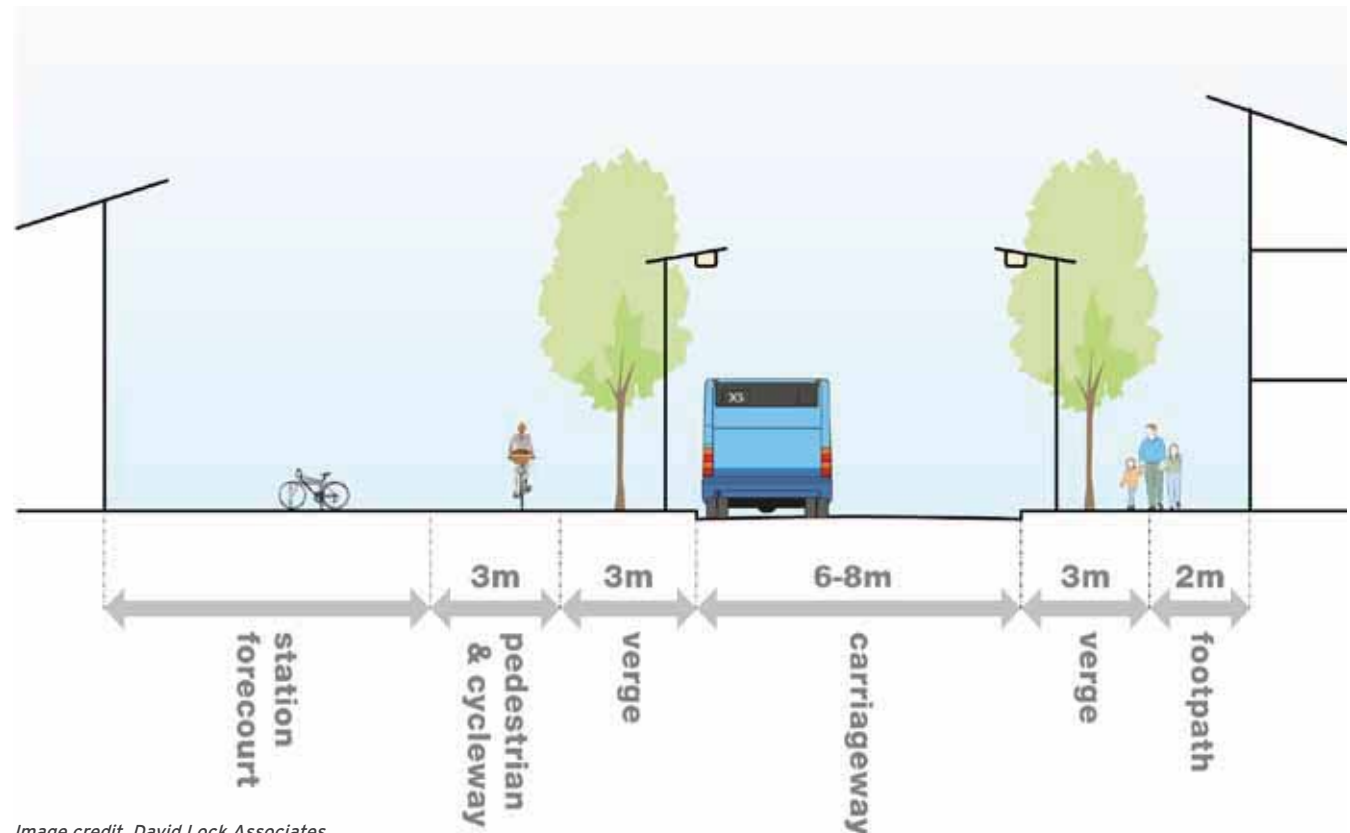 X5
3m 3m 6-8m 3m 2m
station
forecourt
pedestrian
& cycleway
verge
carriageway
verge
footpath
Image credit David Lock Associates